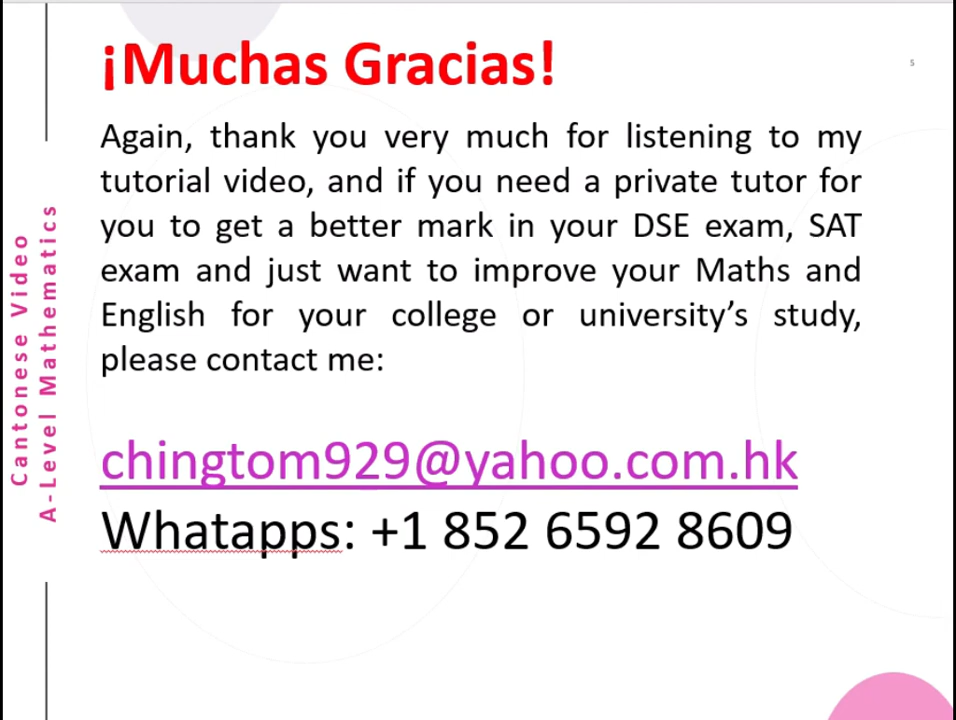 ¡Muchas Gracias!
5
Again, thank you very much for listening to my
tutorial video, and if you need a private tutor for
you to get a better mark in your DSE exam, SAT
exam and just want to improve your Maths and
English for your college or university’s study,
please contact me:
chingtom929@yahoo.com.hk
Whatapps: +1 852 6592 8609
Cantonese Video
A-Level Mathematics